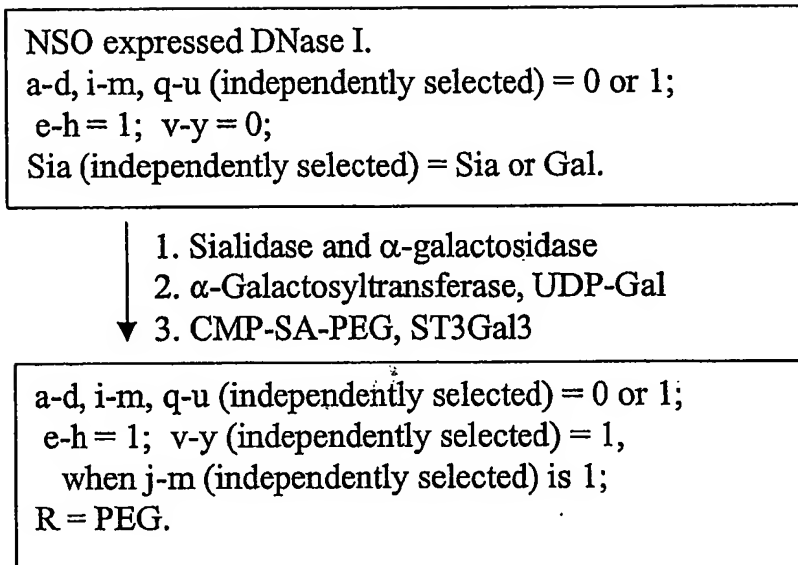 NSO expressed DNase I.
a-d, i-m, q-u (independently selected) = 0 or 1;
e-h = 1; v-y = 0;
Sia (independently selected) = Sia or Gal.
1. Sialidase and α-galactosidase
2. α-Galactosyltransferase, UDP-Gal
3. CMP-SA-PEG, ST3Gal3
a-d, i-m, q-u (independently selected) = 0 or 1;
e-h = 1; v-y (independently selected) = 1,
when j-m (independently selected) is 1;
R = PEG.